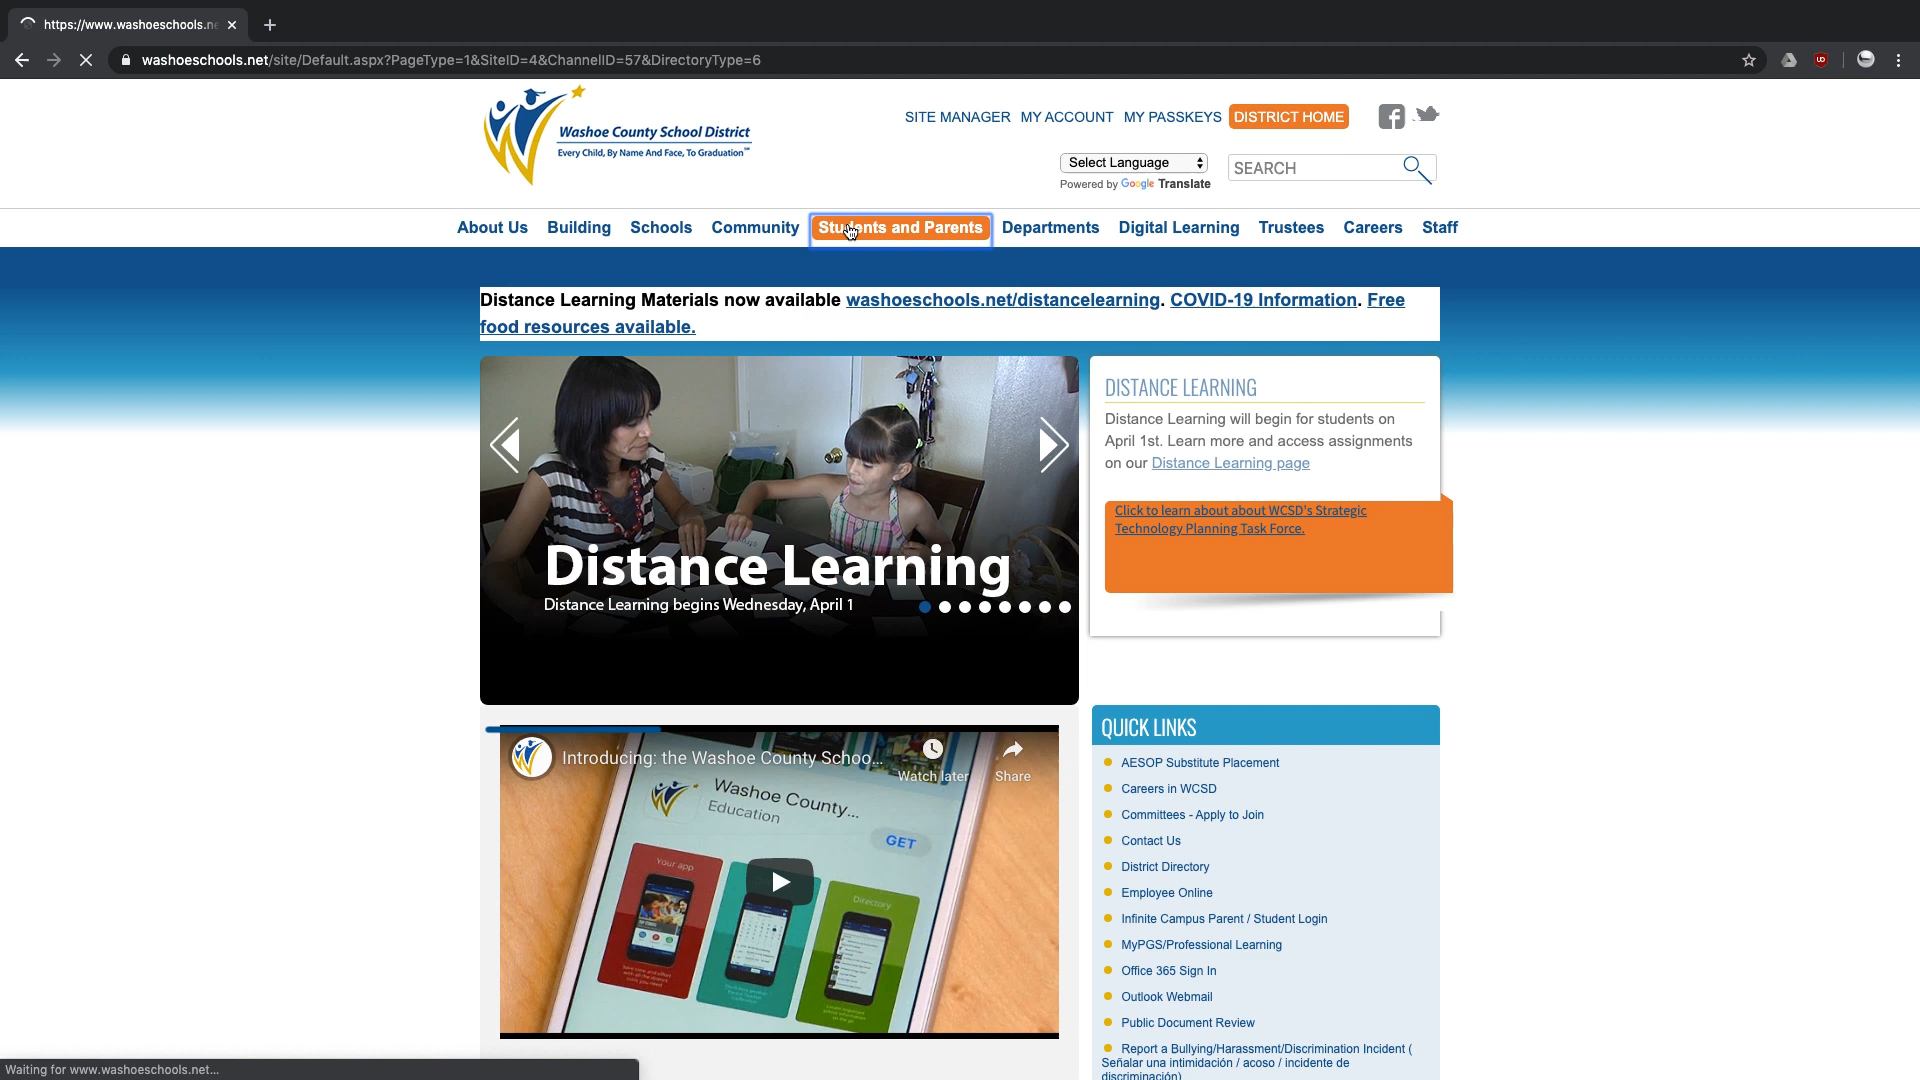 https://www.washoeschools.ne
washoeschools.net/site/Default.aspx?PageType=1&SiteID=4&ChannelID=57&DirectoryType=6
Washoe County School District
Every Child, By Name And Face, To Graduation™
SITE MANAGER MY ACCOUNT MY PASSKEYS DISTRICT HOME
Select Language
Powered by Google Translate
SEARCH
About Us Building Schools Community Students and Parents Departments Digital Learning Trustees Careers Staff
Distance Learning Materials now available washoeschools.net/distancelearning. COVID-19 Information. Free
food resources available.
Distance Learning
Distance Learning begins Wednesday, April 1
DISTANCE LEARNING
Distance Learning will begin for students on
April 1st. Learn more and access assignments
on our Distance Learning page
Click to learn about about WCSD's Strategic
Technology Planning Task Force.
Introducing: the Washoe County Schoo...
Watch later
Share
Washoe County...
Education
GET
Your app
Directory
QUICK LINKS
AESOP Substitute Placement
Careers in WCSD
Committees - Apply to Join
Contact Us
District Directory
Employee Online
Infinite Campus Parent / Student Login
MyPGS/Professional Learning
Office 365 Sign In
Outlook Webmail
Public Document Review
Report a Bullying/Harassment/Discrimination Incident (
Señalar una intimidación / acoso / incidente de
discriminación)
Waiting for www.washoeschools.net...